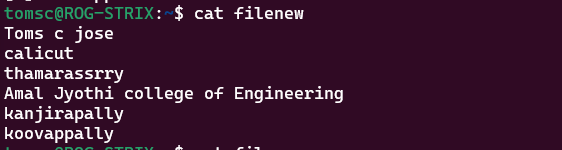 tomsc@ROG-STRIX:~$ cat filenew
Toms c jose
calicut
thamarassrry
Amal Jyothi college of Engineering
kanjirapally
koovappally